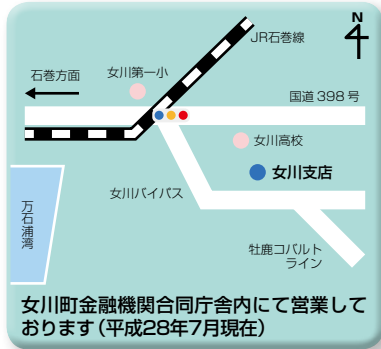 N
JR石巻線
石巻方面
女川第一小
国道398号
女川高校
女川支店
女川バイパス
万石浦湾
牡鹿コバルト
ライン
女川町金融機関合同庁舎内にて営業して
おります(平成28年7月現在)